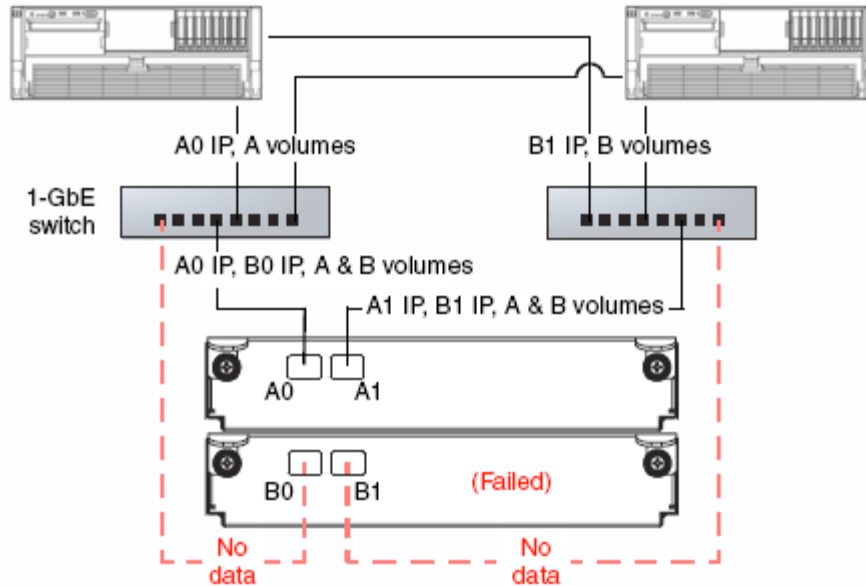 A0 IP, A volumes
B1 IP, B volumes
1-GbE
switch
A0 IP, B0 IP, A & B volumes
A1 IP, B1 IP, A & B volumes
A0
A1
B0
B1
(Failed)
No
data
No
data